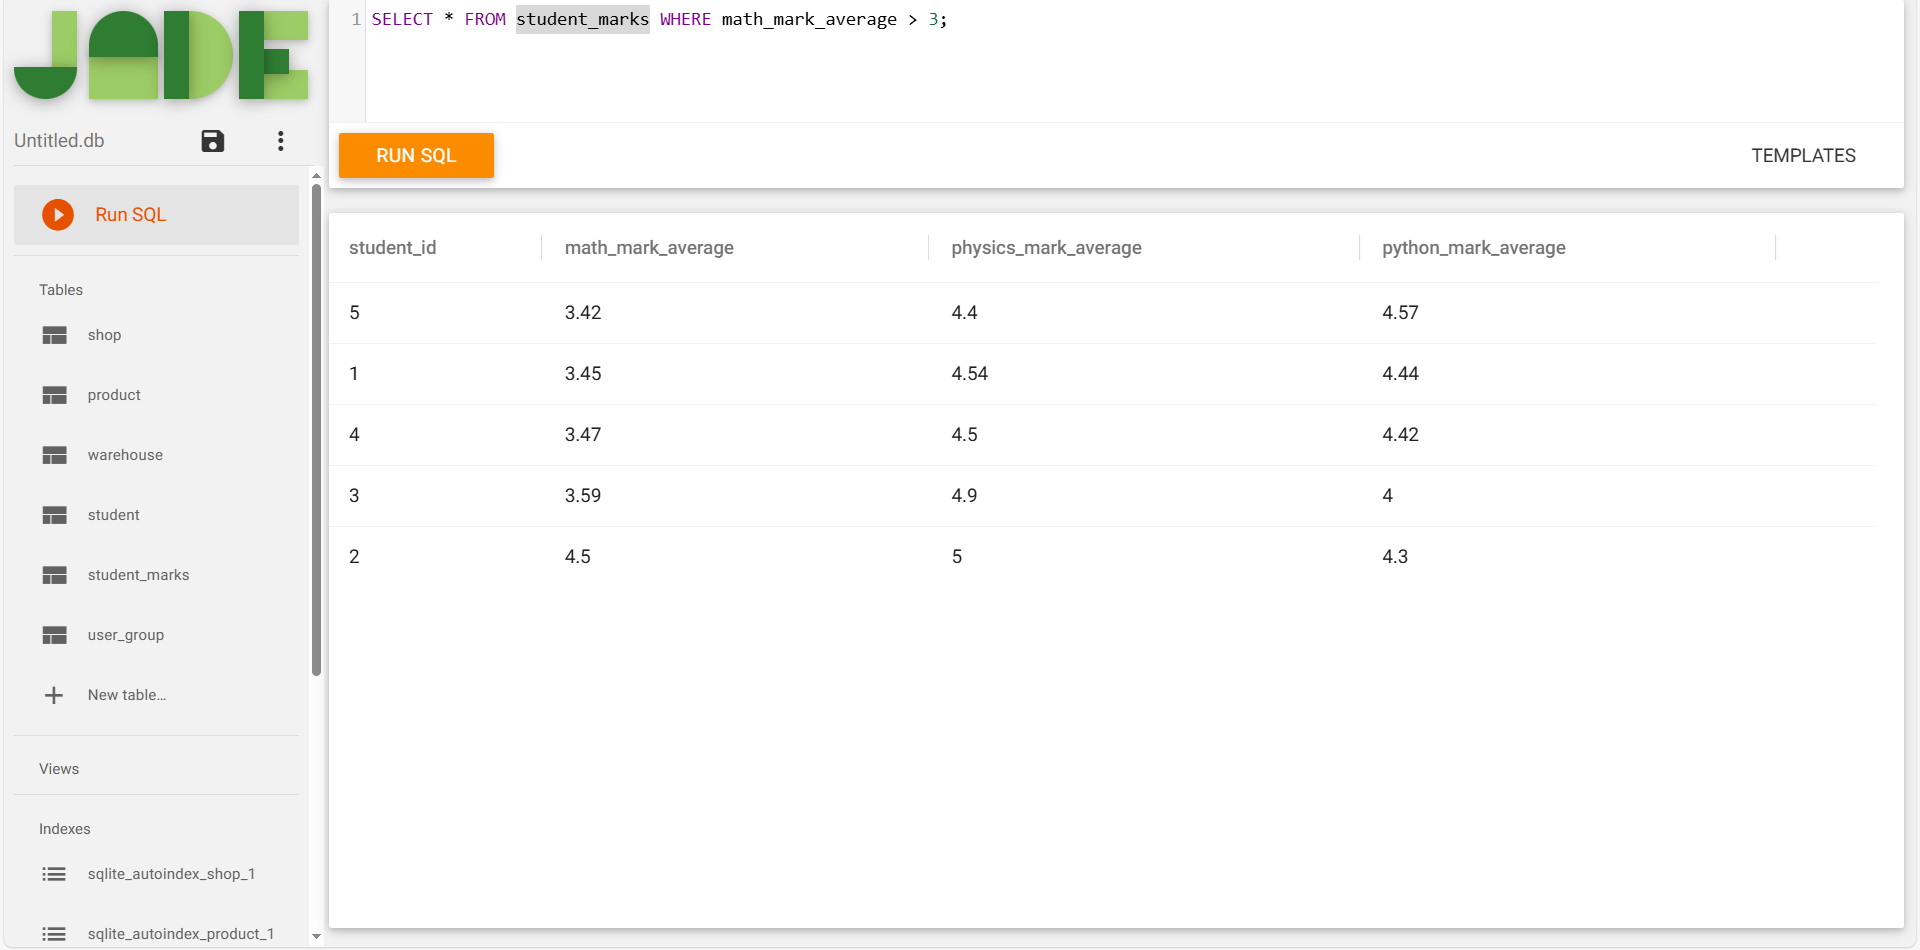 JADE
Untitled.db
Run SQL
Tables
shop
product
warehouse
student
student_marks
user_group
New table...
Views
Indexes
sqlite_autoindex_shop_1
sqlite_autoindex_product_1
1 SELECT * FROM student_marks WHERE math_mark_average > 3;
RUN SQL TEMPLATES
student_id math_mark_average physics_mark_average python_mark_average
5 3.42 4.4 4.57
1 3.45 4.54 4.44
4 3.47 4.5 4.42
3 3.59 4.9 4
2 4.5 5 4.3